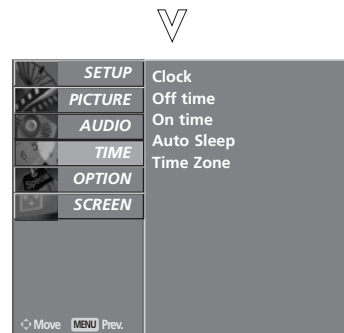 SETUP
PICTURE
AUDIO
TIME
OPTION
SCREEN
Clock
Off time
On time
Auto Sleep
Time Zone
Move MENU Prev.